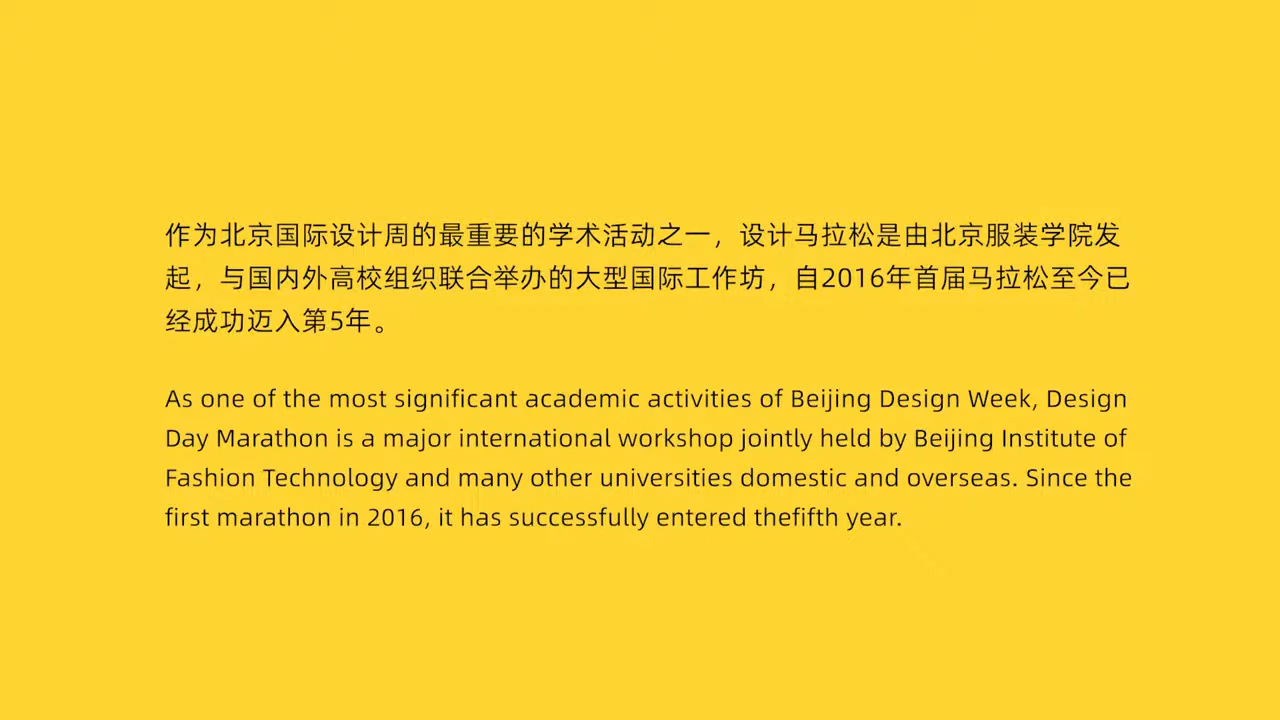 作为北京国际设计周的最重要的学术活动之一，设计马拉松是由北京服装学院发
起，与国内外高校组织联合举办的大型国际工作坊，自2016年首届马拉松至今已
经成功迈入第5年。
As one of the most significant academic activities of Beijing Design Week, Design
Day Marathon is a major international workshop jointly held by Beijing Institute of
Fashion Technology and many other universities domestic and overseas. Since the
first marathon in 2016, it has successfully entered thefifth year.